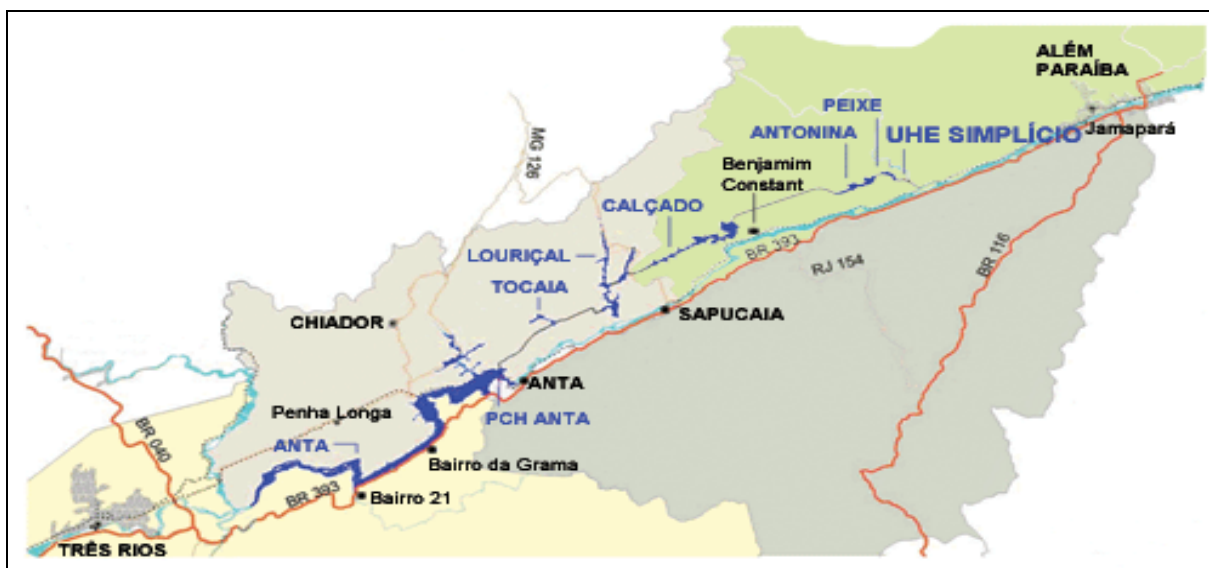 ALÉM
PARAÍBA
PEIXE
ANTONINA
UHE SIMPLÍCIO
Jamapará
MG 126
Benjamim
Constant
CALÇADO
BR 393
LOURIÇAL
RJ 154
BR 116
TOCAIA
CHIADOR
SAPUCAIA
ANTA
Penha Longa
PCH ANTA
BR 040
ANTA
Bairro da Grama
BR 393
Bairro 21
TRÊS RIOS